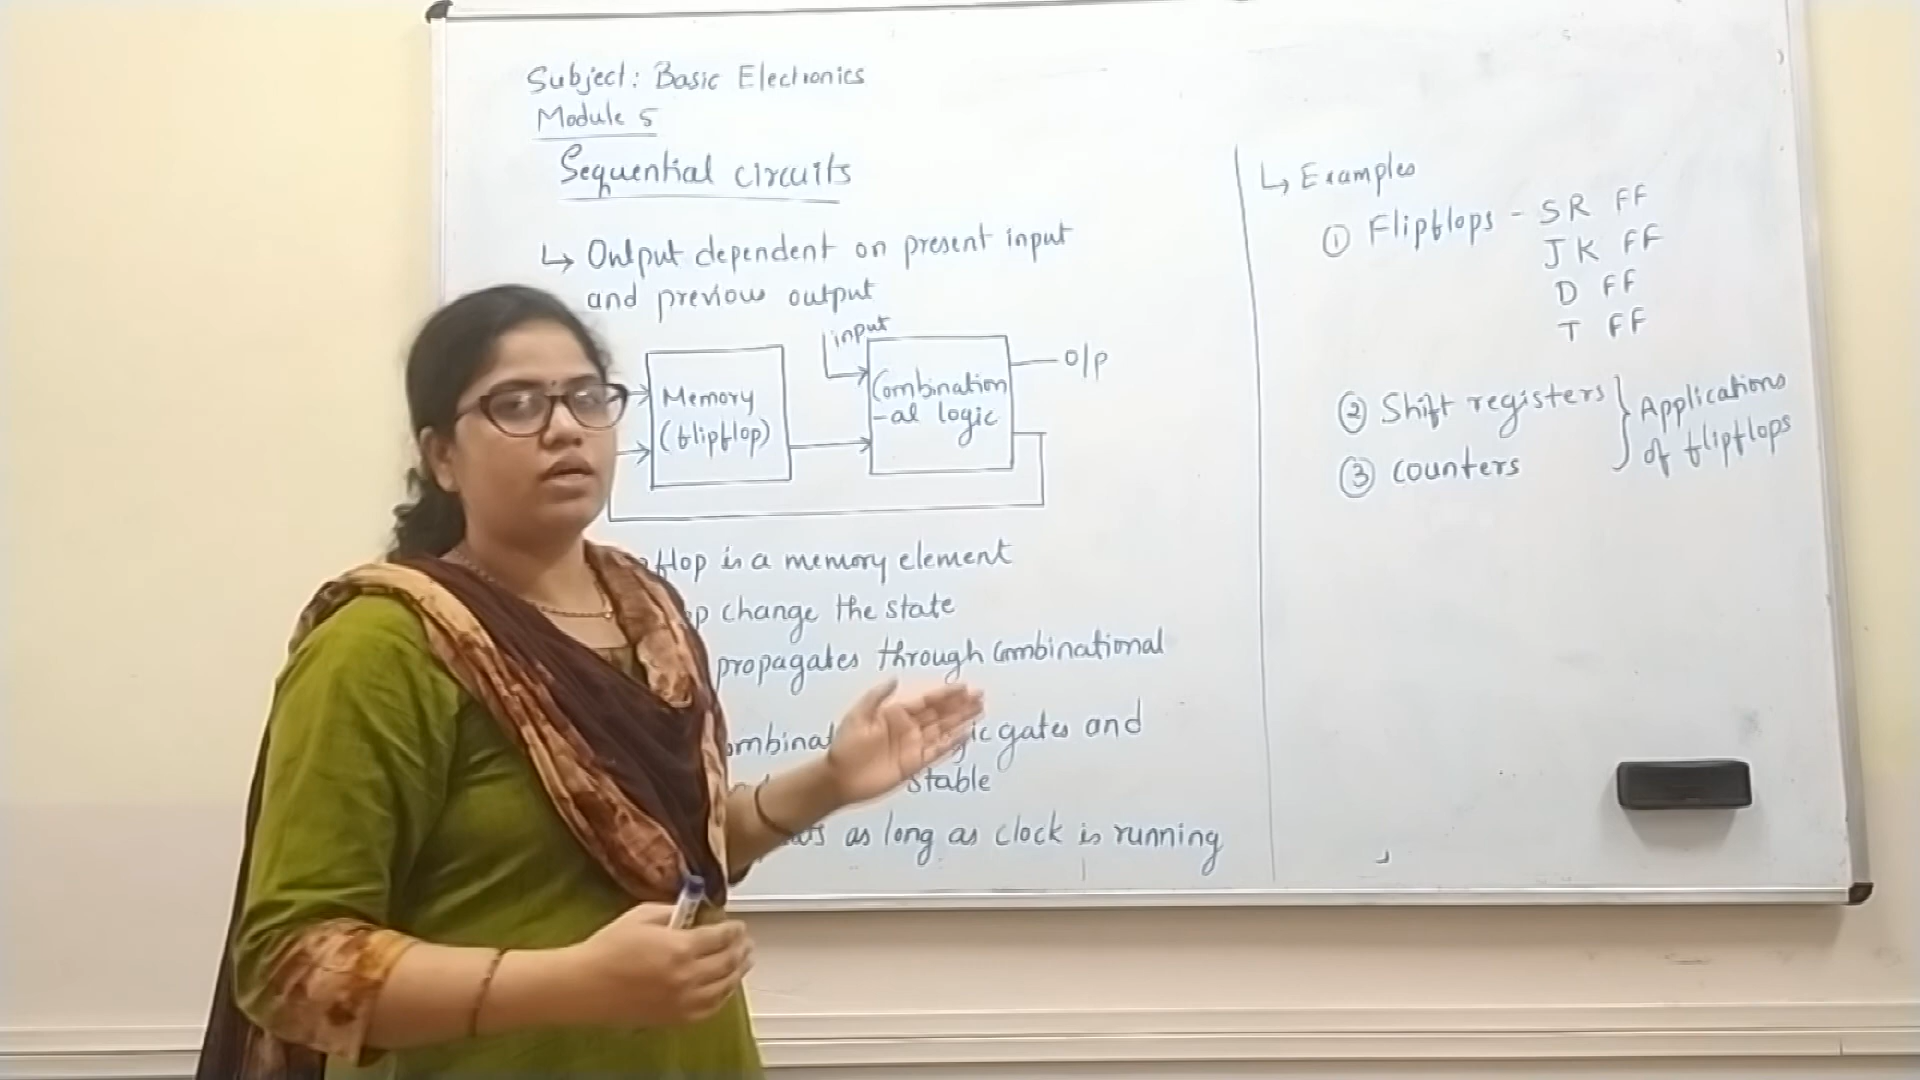 Subject: Basic Electronics
Module 5
Sequential circuits
↳ Output dependent on present input
and previous output
input
Memory
(flipflop)
Combination
-al logic
o/p
flop is a memory element
change the state
propagates through combinational
gates and
stable
as long as clock is running
↳ Examples
① Flipflops - SR FF
JK FF
D FF
T FF
② Shift registers } Applications
of flipflops
③ counters